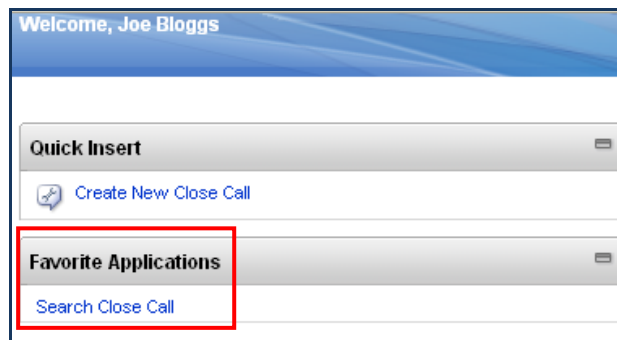 Welcome, Joe Bloggs
Quick Insert
Create New Close Call
Favorite Applications
Search Close Call